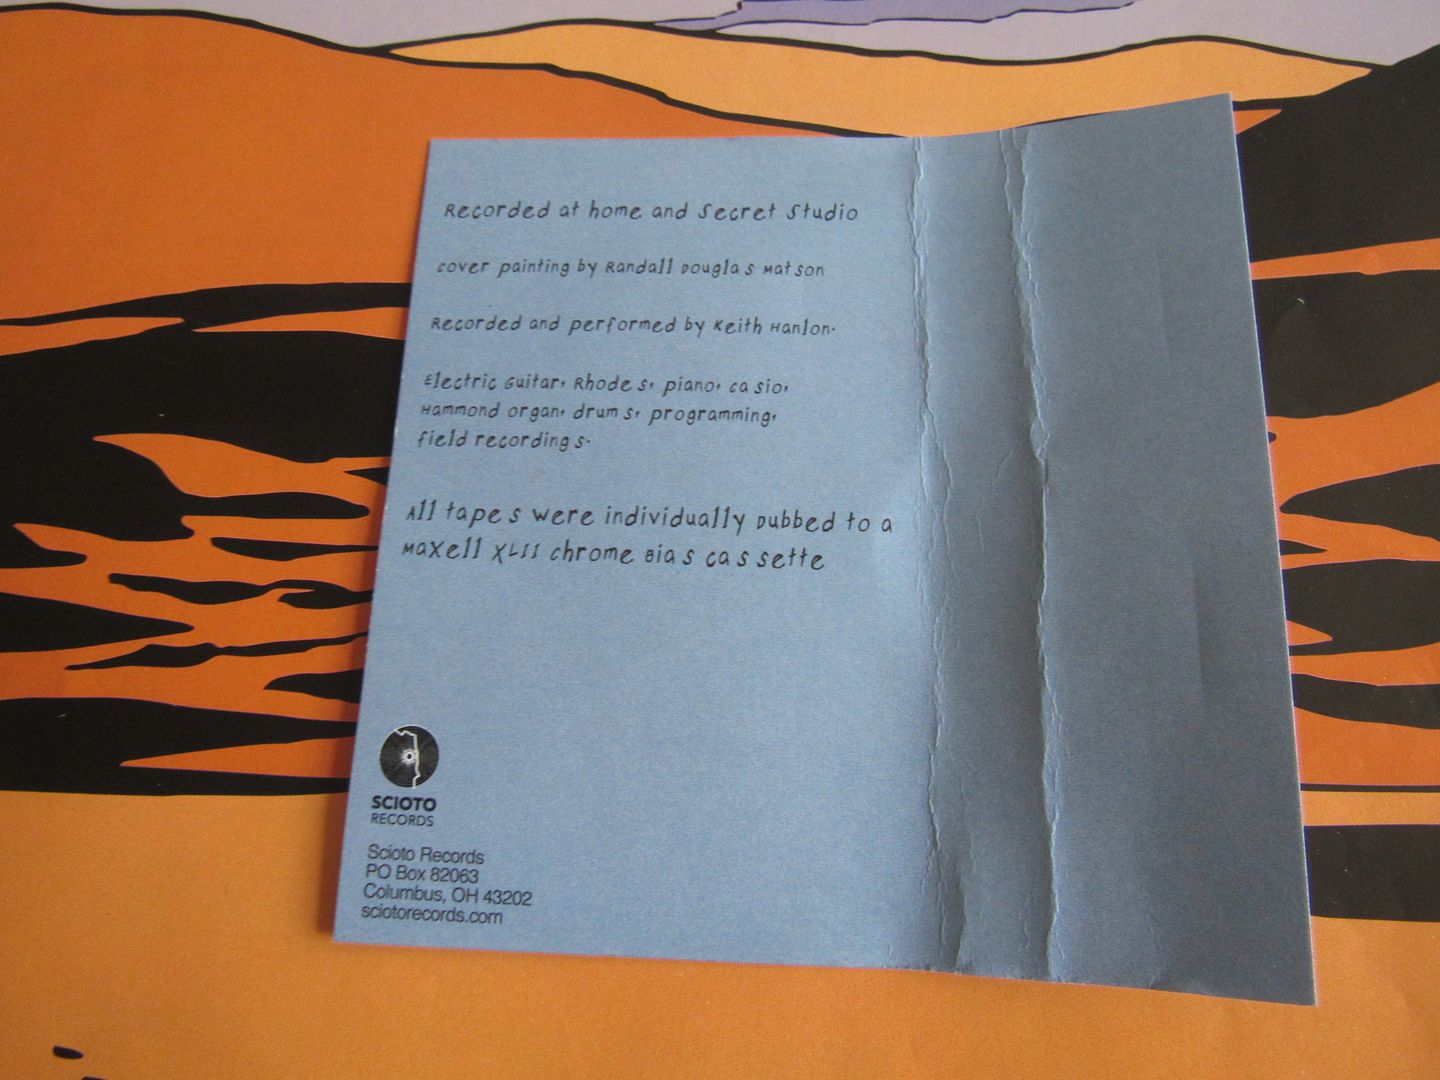 Recorded at home and Secret Studio
cover painting by Randall Douglas Matson
Recorded and performed by Keith Hanlon.
Electric Guitar, Rhodes, piano, casio,
Hammond organ, drums, programming,
field recordings.
All tapes were individually Dubbed to a
Maxell XLII chrome Bias cassette
SCIOTO
RECORDS
Scioto Records
PO Box 82063
Columbus, OH 43202
sciotorecords.com